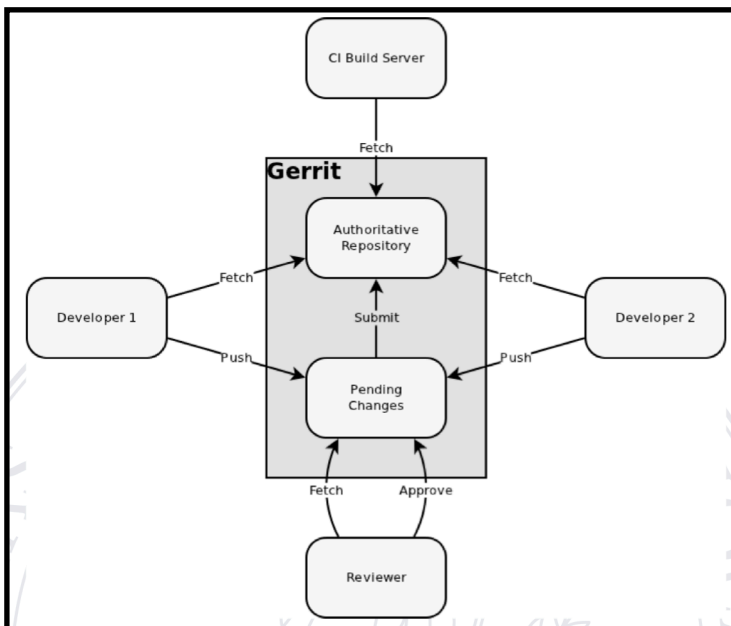 CI Build Server
Fetch
Gerrit
Authoritative
Repository
Fetch
Fetch
Developer 1
Submit
Developer 2
Push
Push
Pending
Changes
Fetch
Approve
Reviewer